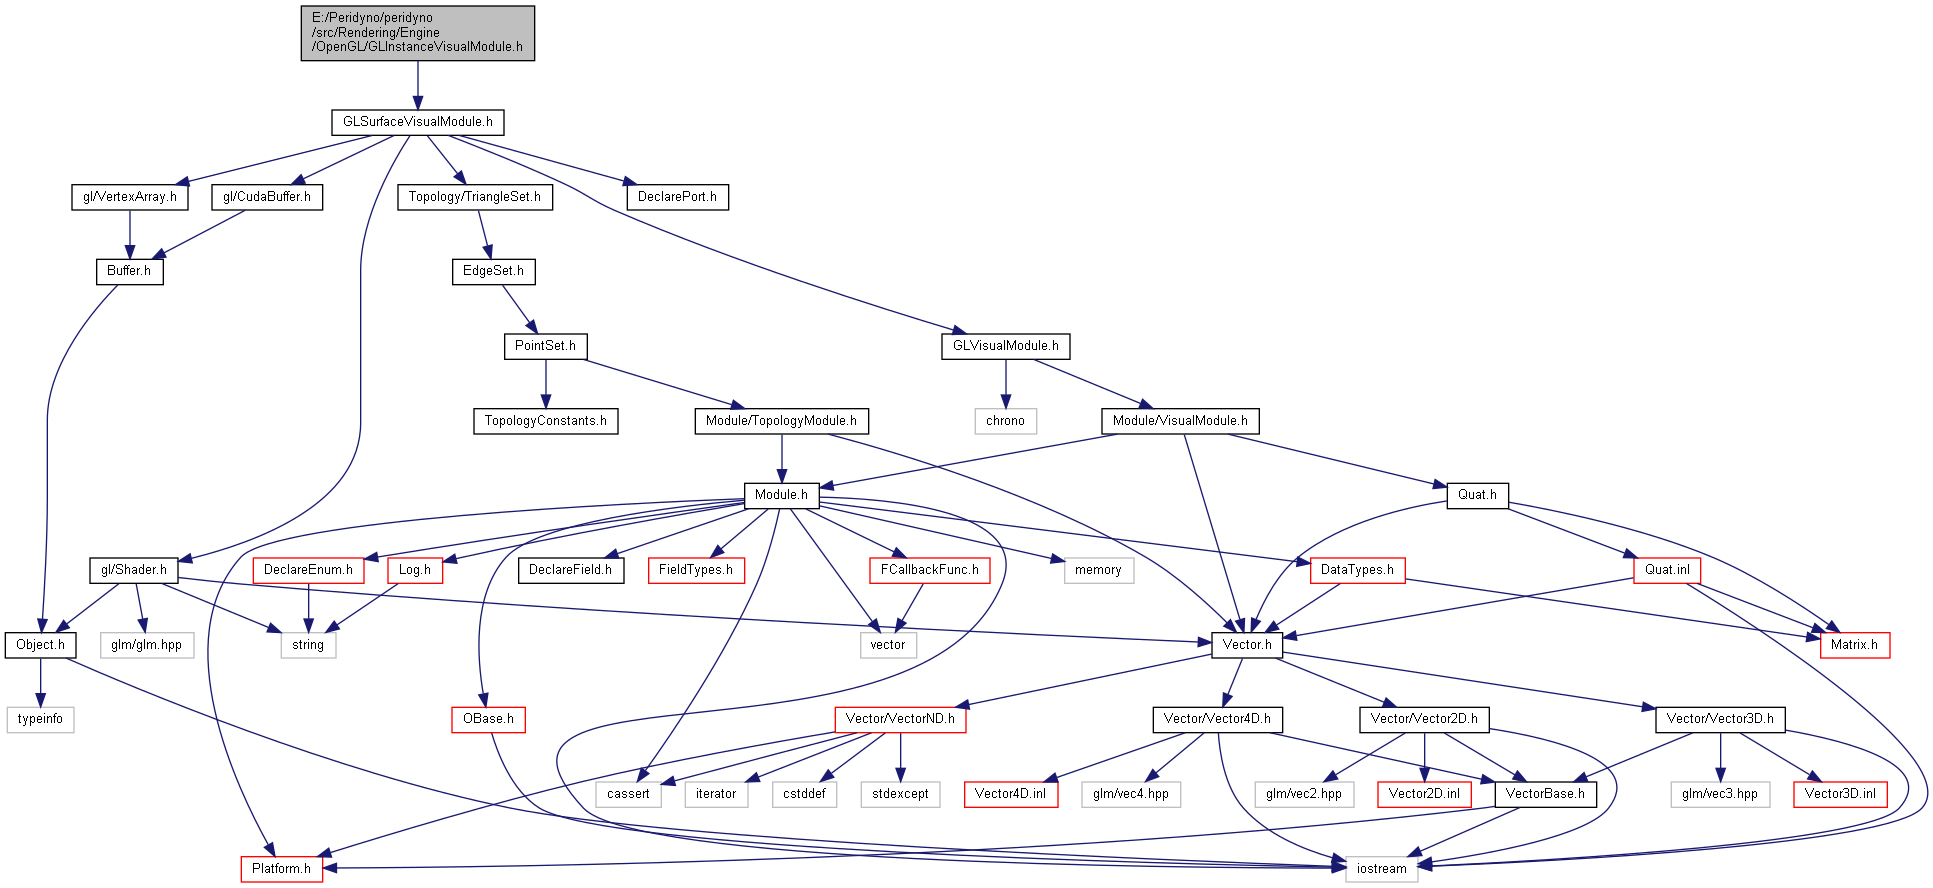 E:/Peridyno/peridyno
/src/Rendering/Engine
/OpenGL/GLInstanceVisualModule.h
GLSurfaceVisualModule.h
gl/VertexArray.h
gl/CudaBuffer.h
Topology/TriangleSet.h
DeclarePort.h
Buffer.h
EdgeSet.h
PointSet.h
GLVisualModule.h
TopologyConstants.h
Module/TopologyModule.h
chrono
Module/VisualModule.h
Module.h
Quat.h
gl/Shader.h
DeclareEnum.h
Log.h
DeclareField.h
FieldTypes.h
FCallbackFunc.h
memory
DataTypes.h
Quat.inl
Object.h
glm/glm.hpp
string
vector
Vector.h
Matrix.h
typeinfo
OBase.h
Vector/VectorND.h
Vector/Vector4D.h
Vector/Vector2D.h
Vector/Vector3D.h
cassert
iterator
cstddef
stdexcept
Vector4D.inl
glm/vec4.hpp
glm/vec2.hpp
Vector2D.inl
VectorBase.h
glm/vec3.hpp
Vector3D.inl
Platform.h
iostream